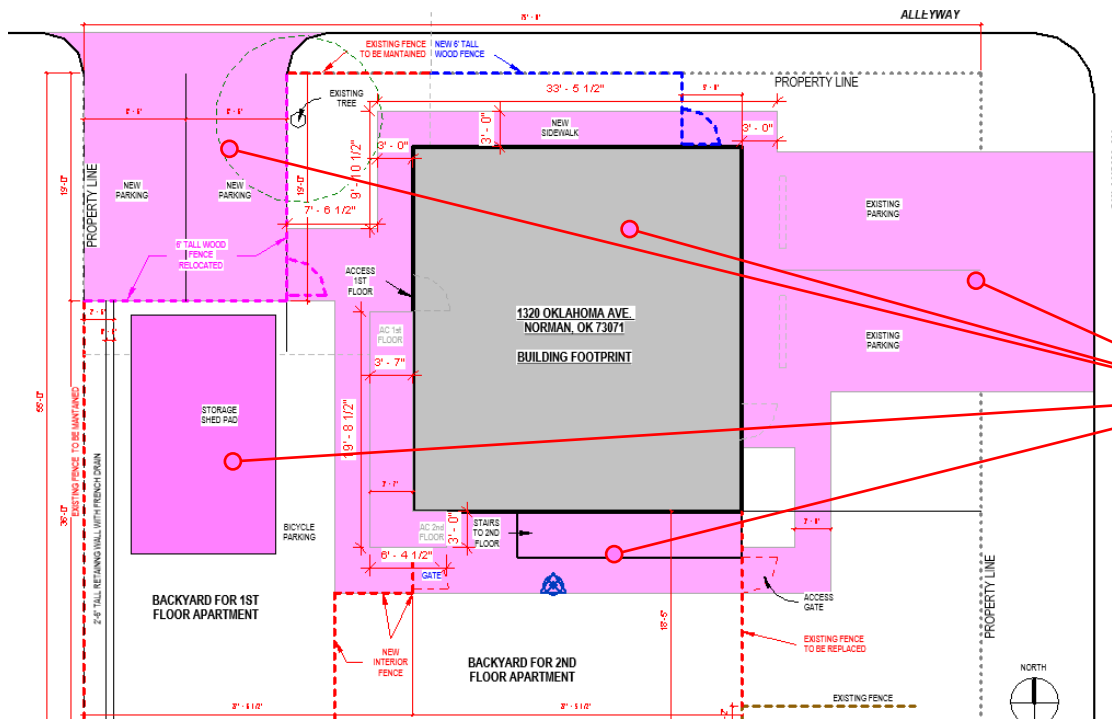 ALLEYWAY
EXISTING FENCE
TO BE MANTAINED
NEW 6' TALL
WOOD FENCE
PROPERTY LINE
33' - 5 1/2"
EXISTING
TREE
NEW
SIDEWALK
3' - 0"
3' - 0"
3' - 0"
9' - 10 1/2"
7' - 6 1/2"
19'-0"
19'-0"
PROPERTY LINE
NEW
PARKING
NEW
PARKING
EXISTING
PARKING
6' TALL WOOD
FENCE
RELOCATED
ACCESS
1ST
FLOOR
1320 OKLAHOMA AVE.
NORMAN, OK 73071
BUILDING FOOTPRINT
AC 1st
FLOOR
3' - 7"
EXISTING
PARKING
STORAGE
SHED PAD
19' - 8 1/2"
EXISTING FENCE TO BE MANTAINED
2'-6" TALL RETAINING WALL WITH FRENCH DRAIN
36'-0"
BICYCLE
PARKING
AC 2nd
FLOOR
3' - 0"
STAIRS
TO 2ND
FLOOR
6' - 4 1/2"
GATE
PROPERTY LINE
BACKYARD FOR 1ST
FLOOR APARTMENT
ACCESS
GATE
18'-5"
NEW
INTERIOR
FENCE
BACKYARD FOR 2ND
FLOOR APARTMENT
EXISTING FENCE
TO BE REPLACED
NORTH
EXISTING FENCE